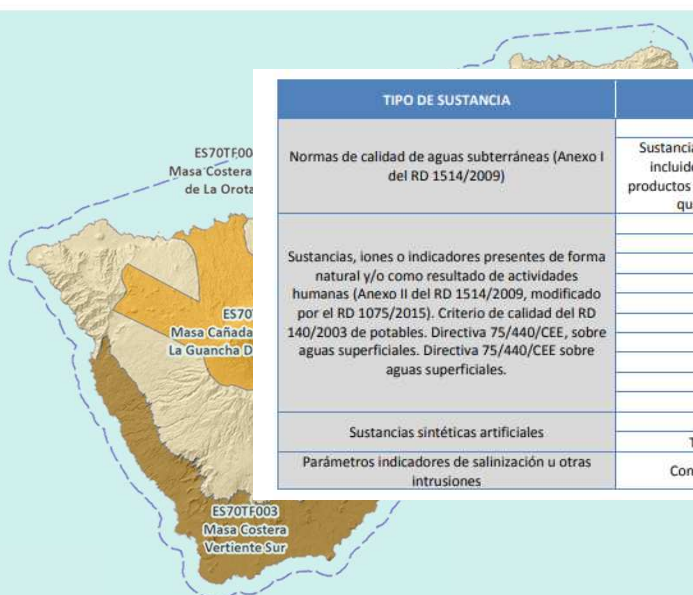 ES70TF00
Masa Costera
de La Orota
ES70
Masa Cañada
La Guancha D
ES70TF003
Masa Costera
Vertiente Sur
TIPO DE SUSTANCIA
Normas de calidad de aguas subterráneas (Anexo I
del RD 1514/2009)
Sustancia
incluido
productos
qu
Sustancias, iones o indicadores presentes de forma
natural y/o como resultado de actividades
humanas (Anexo II del RD 1514/2009, modificado
por el RD 1075/2015). Criterio de calidad del RD
140/2003 de potables. Directiva 75/440/CEE, sobre
aguas superficiales. Directiva 75/440/CEE sobre
aguas superficiales.
Sustancias sintéticas artificiales
T
Parámetros indicadores de salinización u otras
intrusiones
Con